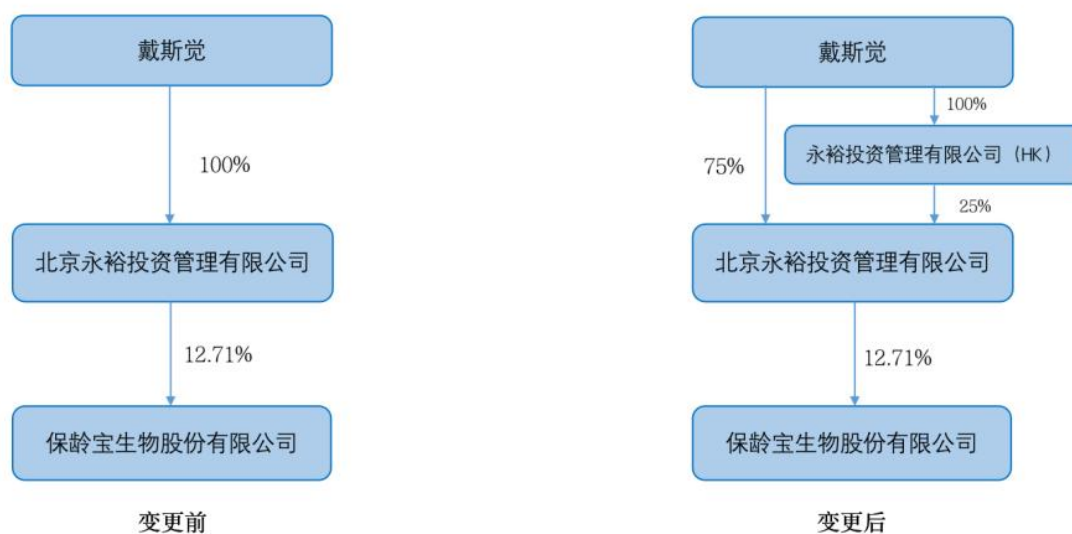 戴斯觉
100%
北京永裕投资管理有限公司
12.71%
保龄宝生物股份有限公司
变更前
戴斯觉
100%
永裕投资管理有限公司（HK）
75%
25%
北京永裕投资管理有限公司
12.71%
保龄宝生物股份有限公司
变更后